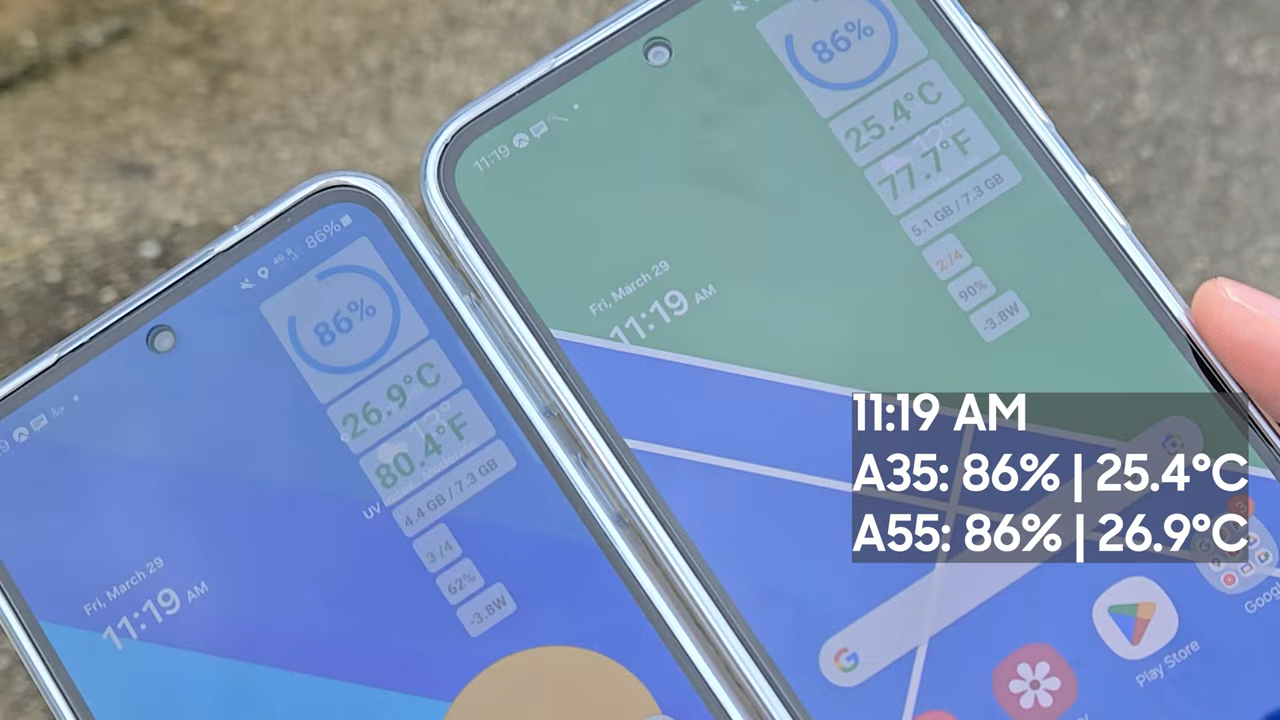 86%
86%
26.9°C
80.4°F
4.4 GB / 7.3 GB
3 /4
62%
-3.8W
Fri, March 29
11:19 AM
11:19
86%
25.4°C
77.7°F
5.1 GB / 7.3 GB
2 /4
90%
-3.8W
Fri, March 29
11:19 AM
Play Store
11:19 AM
A35: 86% | 25.4°C
A55: 86% | 26.9°C